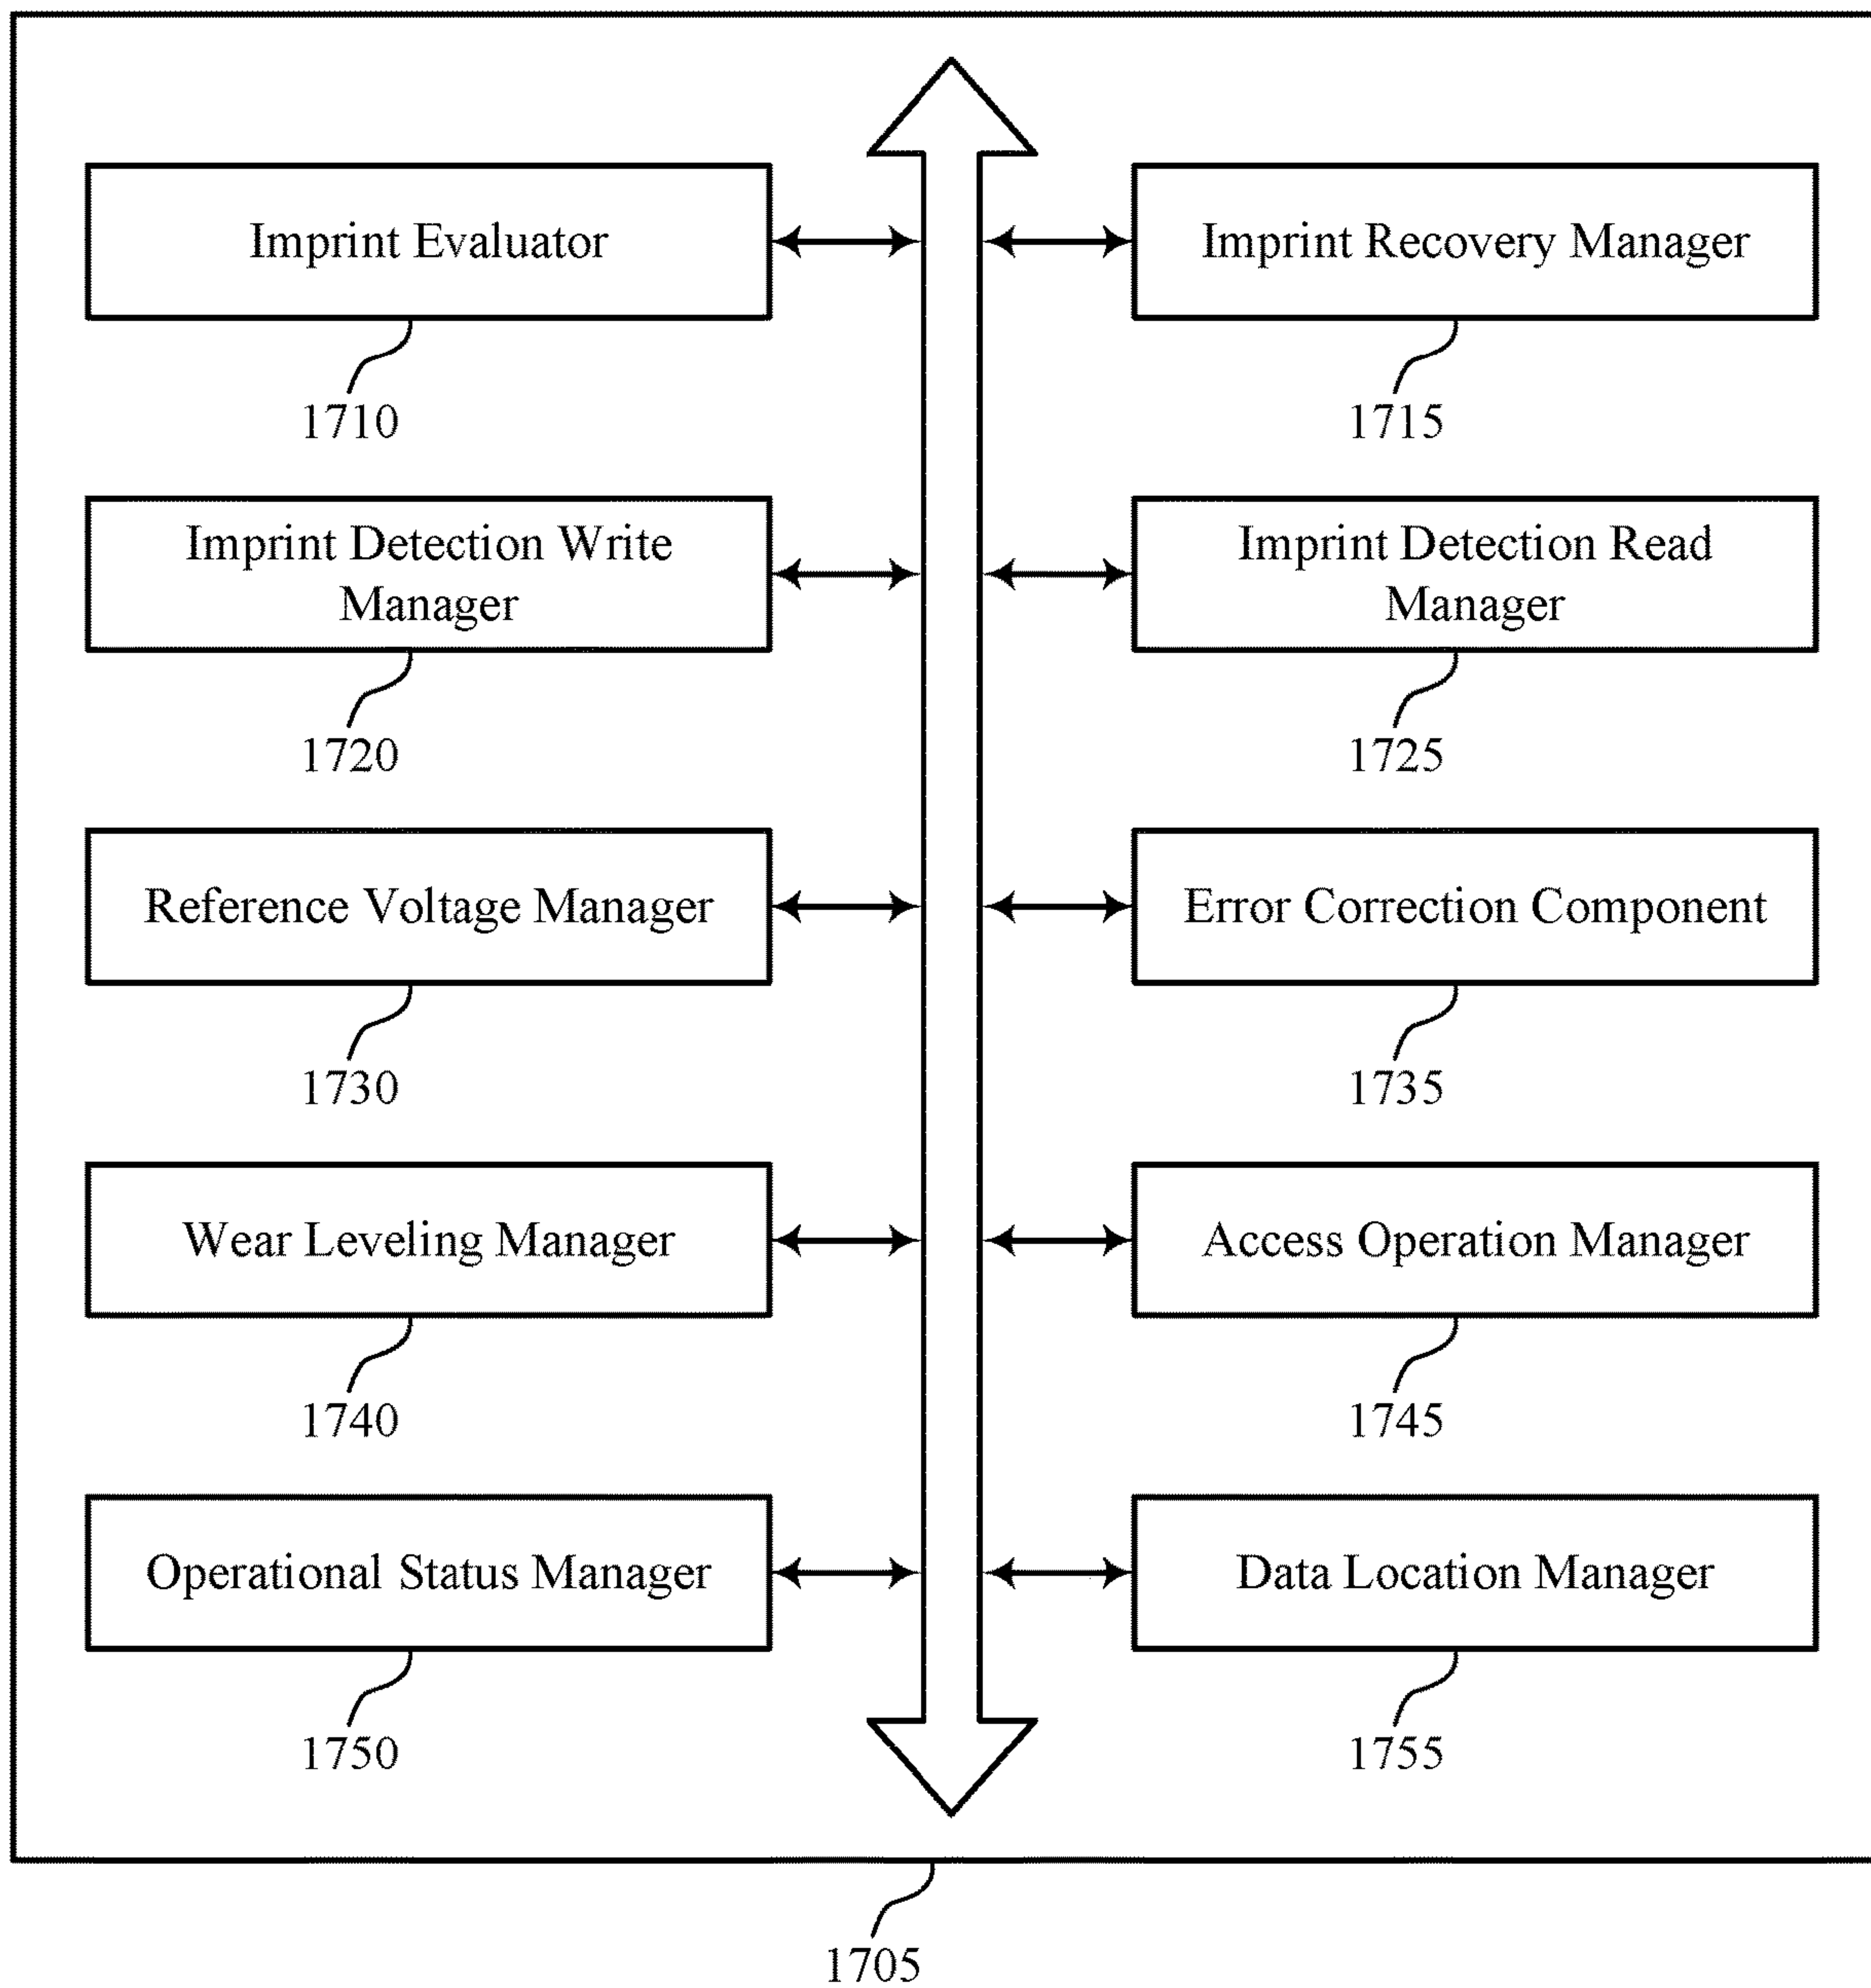 Imprint Evaluator
Imprint Recovery Manager
1710
1715
Imprint Detection Write
Manager
Imprint Detection Read
Manager
1720
1725
Reference Voltage Manager
Error Correction Component
1730
1735
Wear Leveling Manager
Access Operation Manager
1740
1745
Operational Status Manager
Data Location Manager
1750
1755
1705